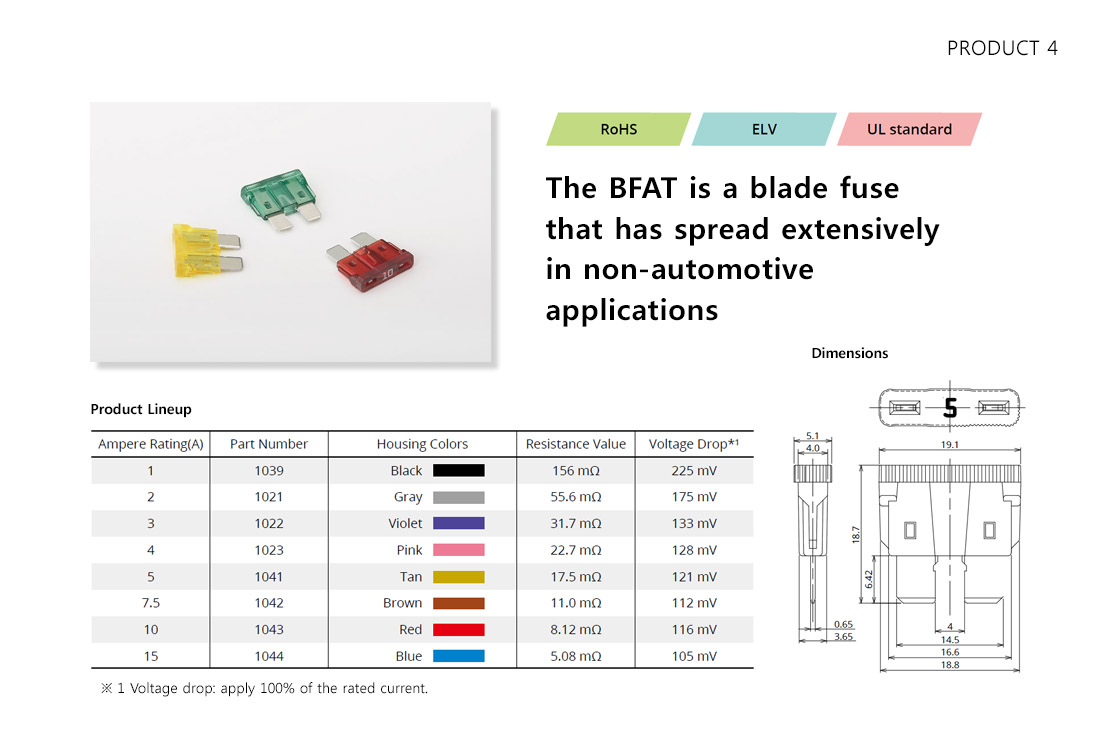 PRODUCT 4
RoHS ELV UL standard
The BFAT is a blade fuse
that has spread extensively
in non-automotive
applications
10
Dimensions
5
5.1
4.0
19.1
18.7
6.42
0.65
3.65
4
14.5
16.6
18.8
Product Lineup
Ampere Rating(A) Part Number Housing Colors Resistance Value Voltage Drop*1
1 1039 Black 156 mΩ 225 mV
2 1021 Gray 55.6 mΩ 175 mV
3 1022 Violet 31.7 mΩ 133 mV
4 1023 Pink 22.7 mΩ 128 mV
5 1041 Tan 17.5 mΩ 121 mV
7.5 1042 Brown 11.0 mΩ 112 mV
10 1043 Red 8.12 mΩ 116 mV
15 1044 Blue 5.08 mΩ 105 mV
※ 1 Voltage drop: apply 100% of the rated current.